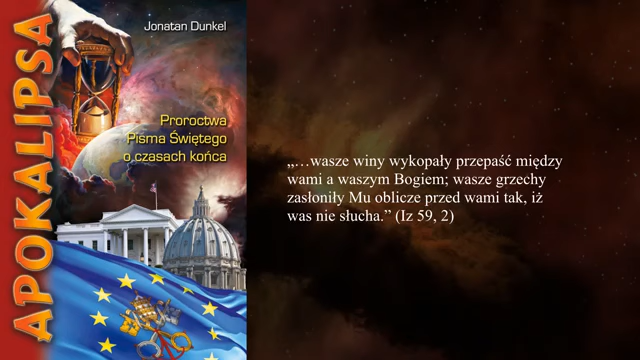 APOKALIPSA
Jonatan Dunkel
Proroctwa
Pisma Świętego
o czasach końca
„…wasze winy wykopały przepaść między
wami a waszym Bogiem; wasze grzechy
zasłoniły Mu oblicze przed wami tak, iż
was nie słucha.” (Iz 59, 2)